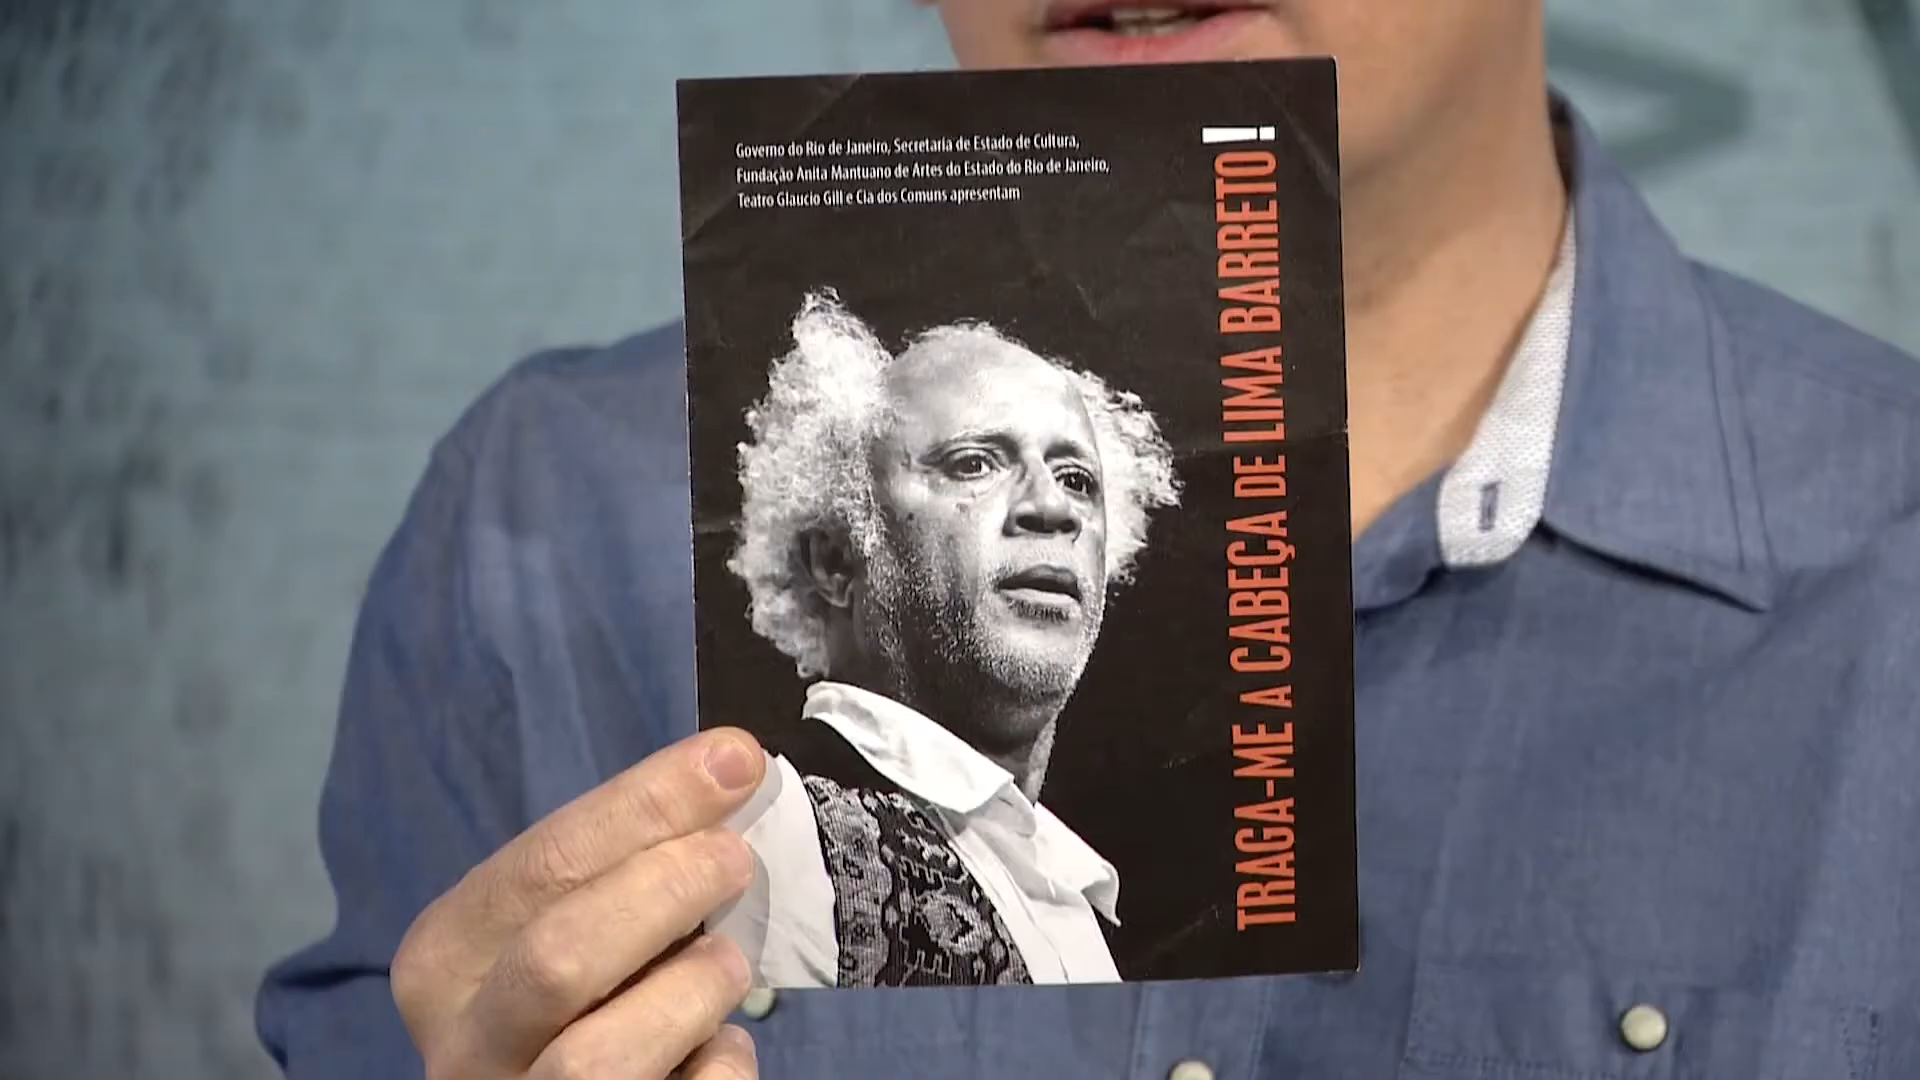 Governo do Rio de Janeiro, Secretaria de Estado de Cultura,
Fundação Anita Mantuano de Artes do Estado do Rio de Janeiro,
Teatro Glaucio Gill e Cia dos Comuns apresentam
TRAGA-ME A CABEÇA DE LIMA BARRETO!